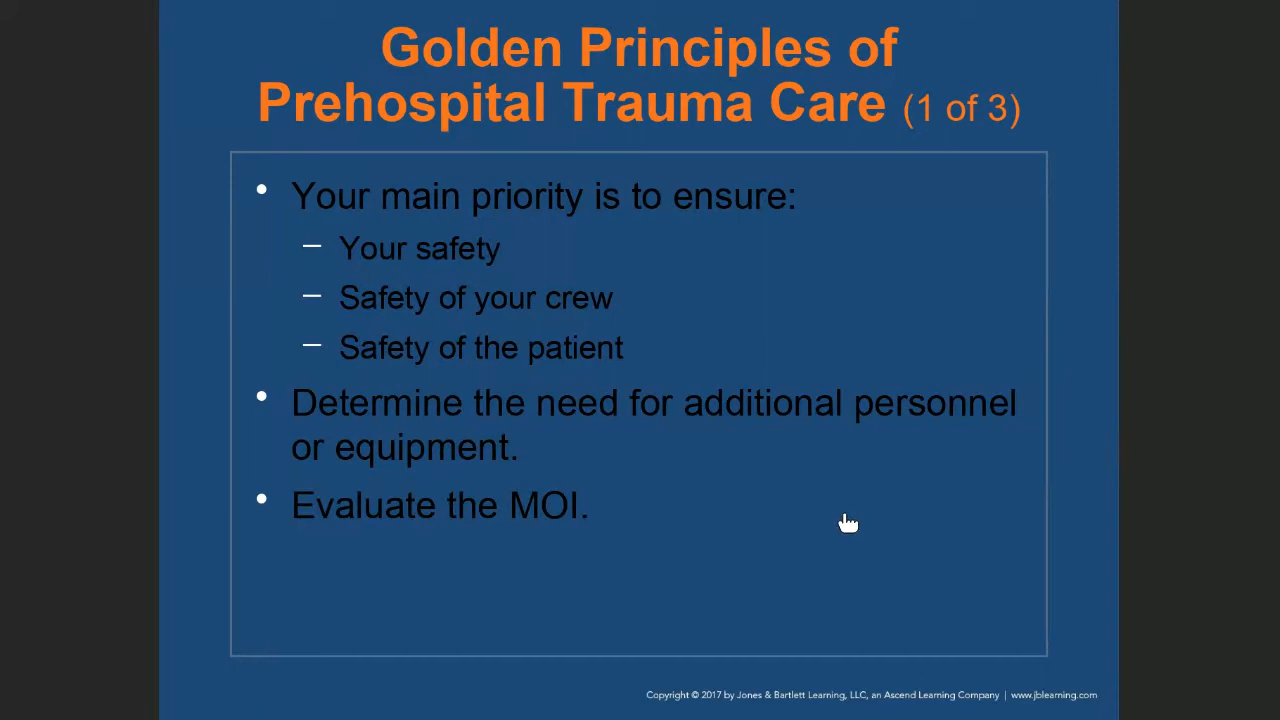 Golden Principles of
Prehospital Trauma Care (1 of 3)
• Your main priority is to ensure:
– Your safety
– Safety of your crew
– Safety of the patient
• Determine the need for additional personnel
or equipment.
• Evaluate the MOI.
Copyright © 2017 by Jones & Bartlett Learning, LLC, an Ascend Learning Company | www.jblearning.com